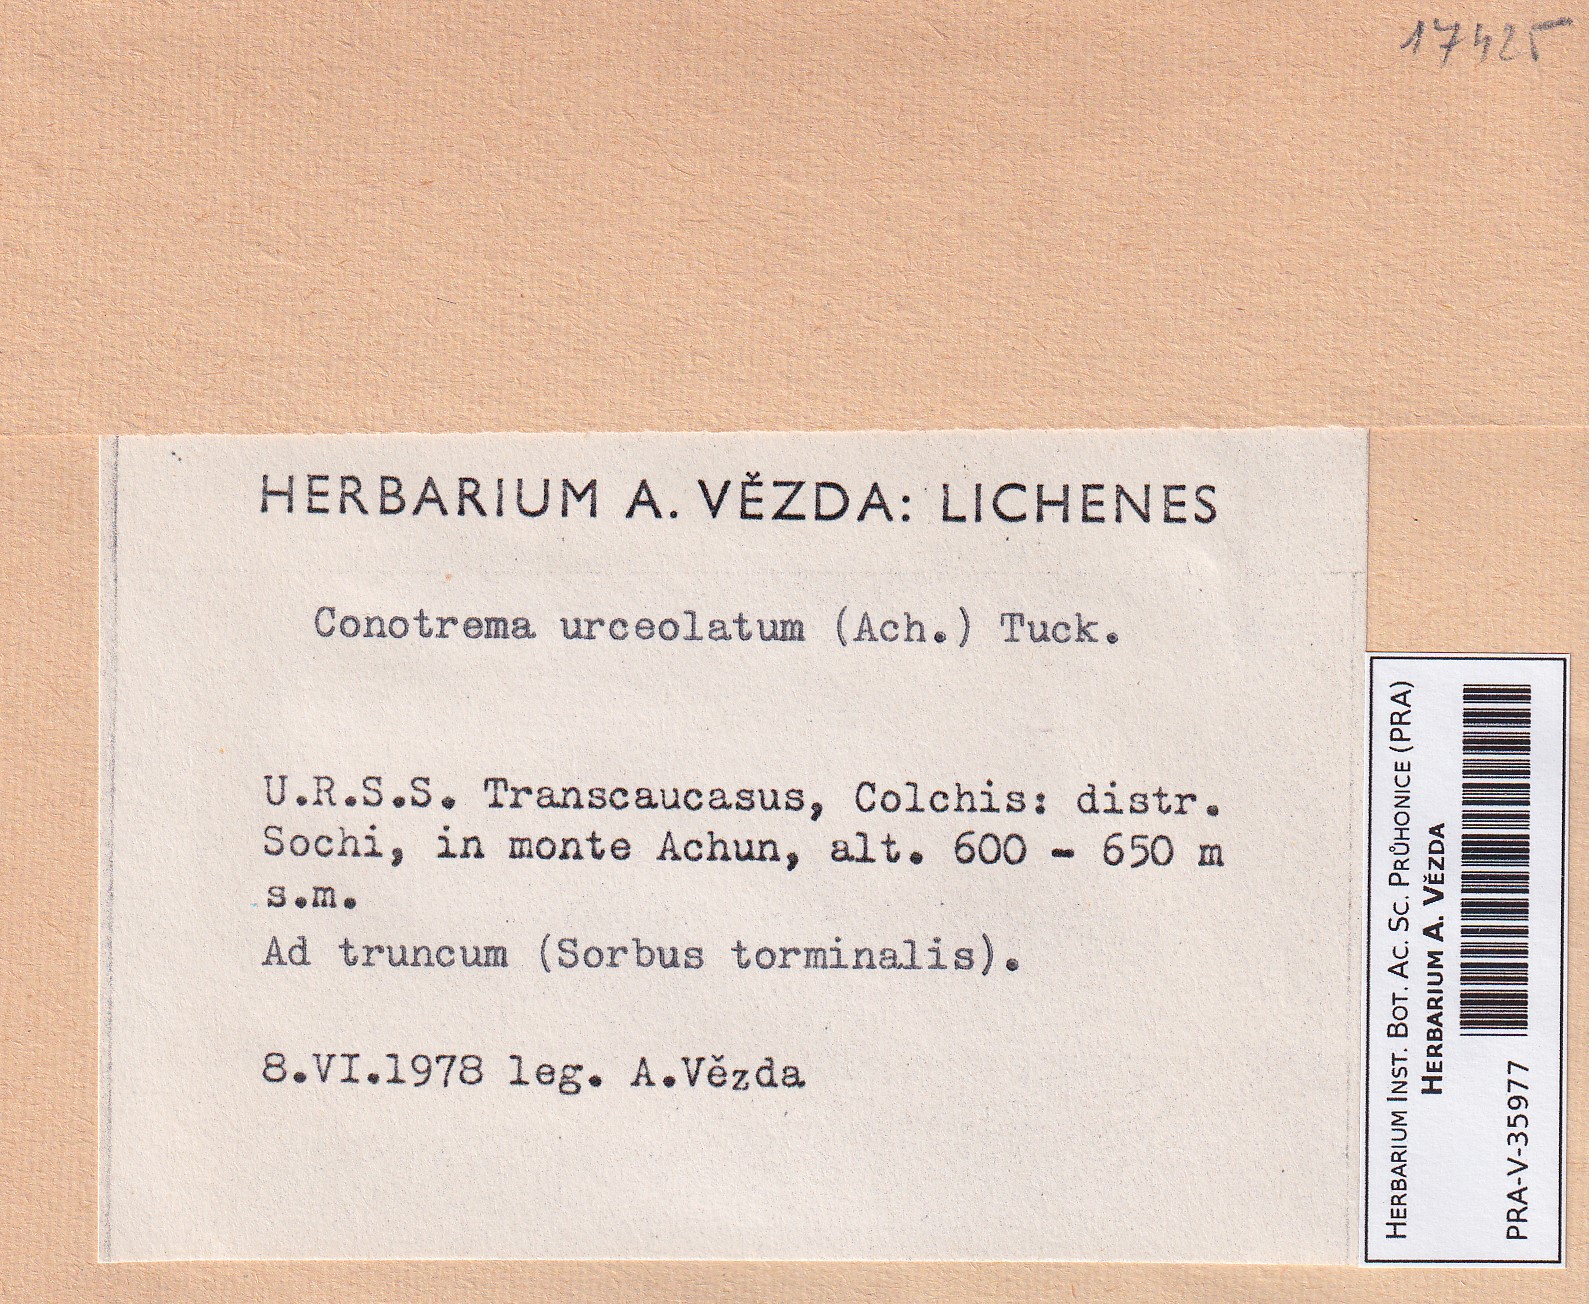 17425
HERBARIUM A. VĚZDA: LICHENES
Conotrema urceolatum (Ach.) Tuck.
U.R.S.S. Transcaucasus, Colchis: distr.
Sochi, in monte Achun, alt. 600 - 650 m
s.m.
Ad truncum (Sorbus torminalis).
8.VI.1978 leg. A.Vězda
HERBARIUM INST. BOT. AC. SC. PRŮHONICE (PRA)
HERBARIUM A. VĚZDA
PRA-V-35977